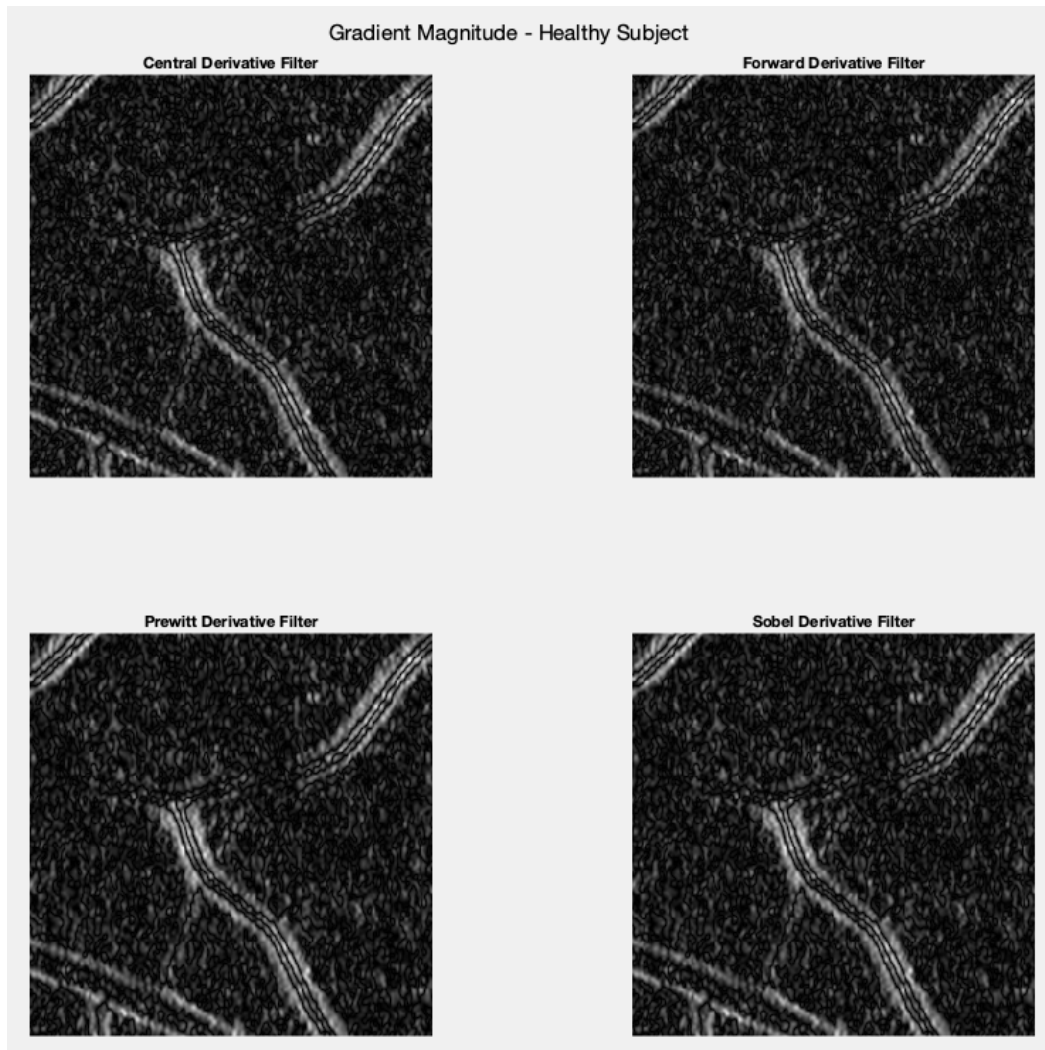 Gradient Magnitude - Healthy Subject
Central Derivative Filter
Forward Derivative Filter
Prewitt Derivative Filter
Sobel Derivative Filter